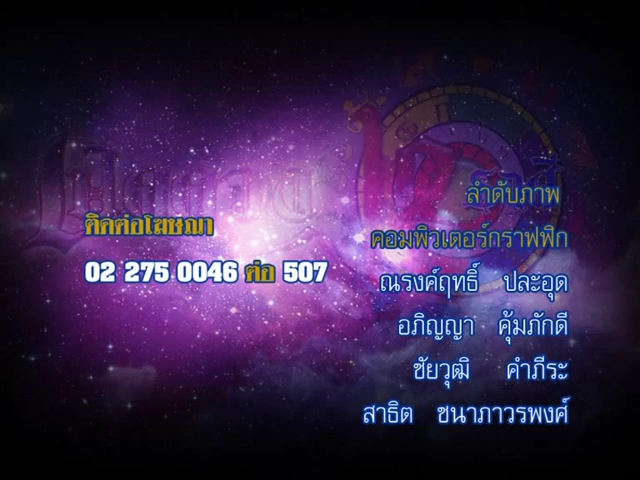 ติดต่อโฆษณา
02 275 0046 ต่อ 507
ลำดับภาพ
คอมพิวเตอร์กราฟฟิก
ณรงค์ฤทธิ์ ปละอุด
อภิญญา คุ้มภักดี
ชัยวุฒิ คำภีระ
สาธิต ชนาภาวรพงศ์